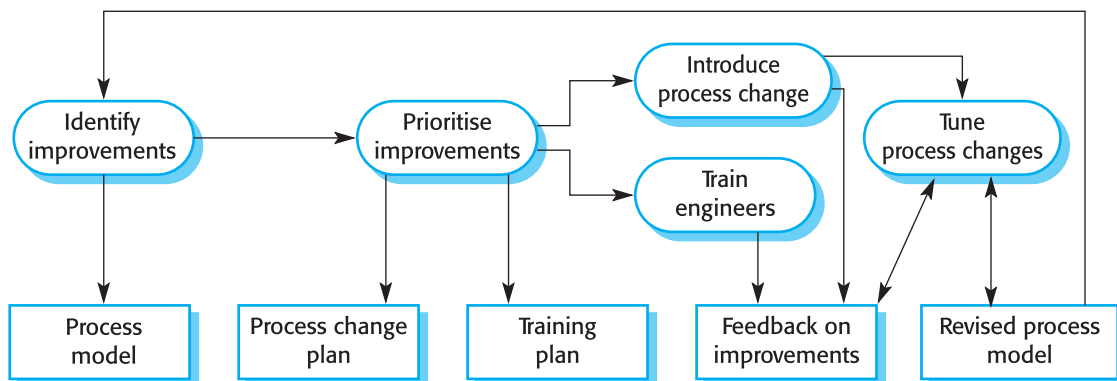 Introduce
process change
Identify
improvements
Prioritise
improvements
Tune
process changes
Train
engineers
Process
model
Process change
plan
Training
plan
Feedback on
improvements
Revised process
model